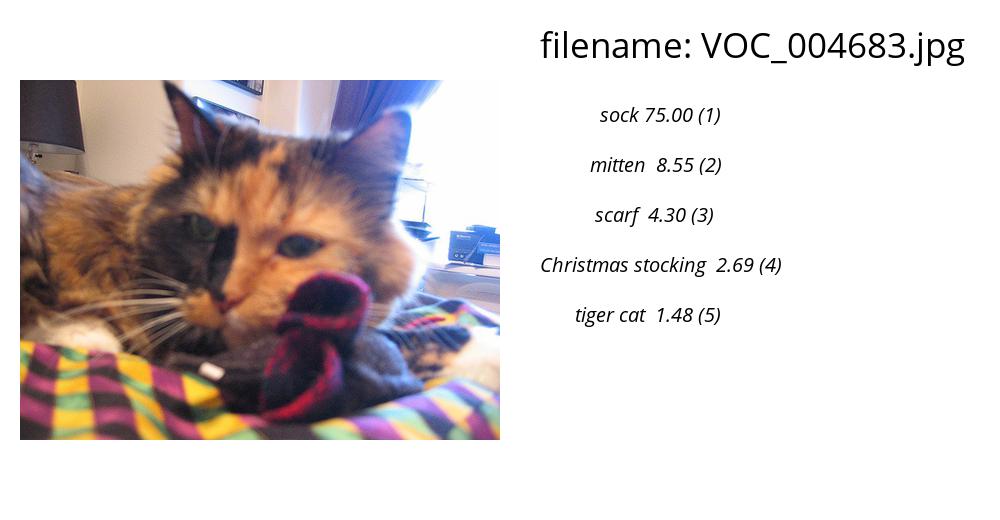 filename: VOC_004683.jpg
sock 75.00 (1)
mitten 8.55 (2)
scarf 4.30 (3)
Christmas stocking 2.69 (4)
tiger cat 1.48 (5)